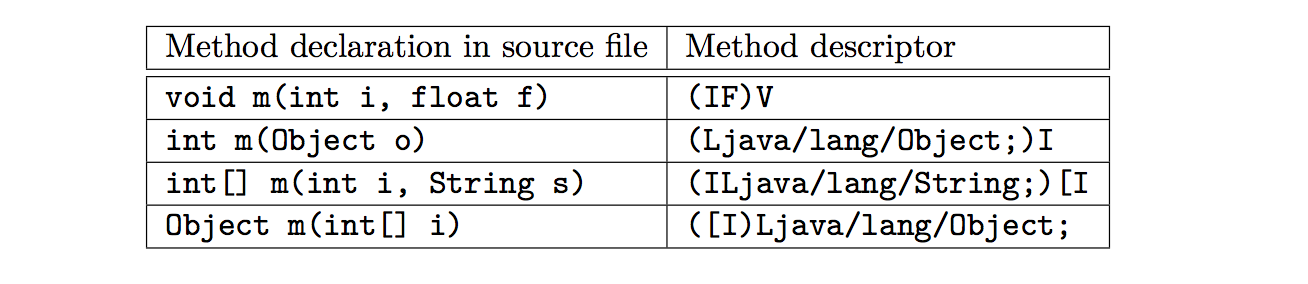 Method declaration in source file Method descriptor
void m(int i, float f) (IF)V
int m(Object o) (Ljava/lang/Object;)I
int[] m(int i, String s) (ILjava/lang/String;)[I
Object m(int[] i) ([I)Ljava/lang/Object;